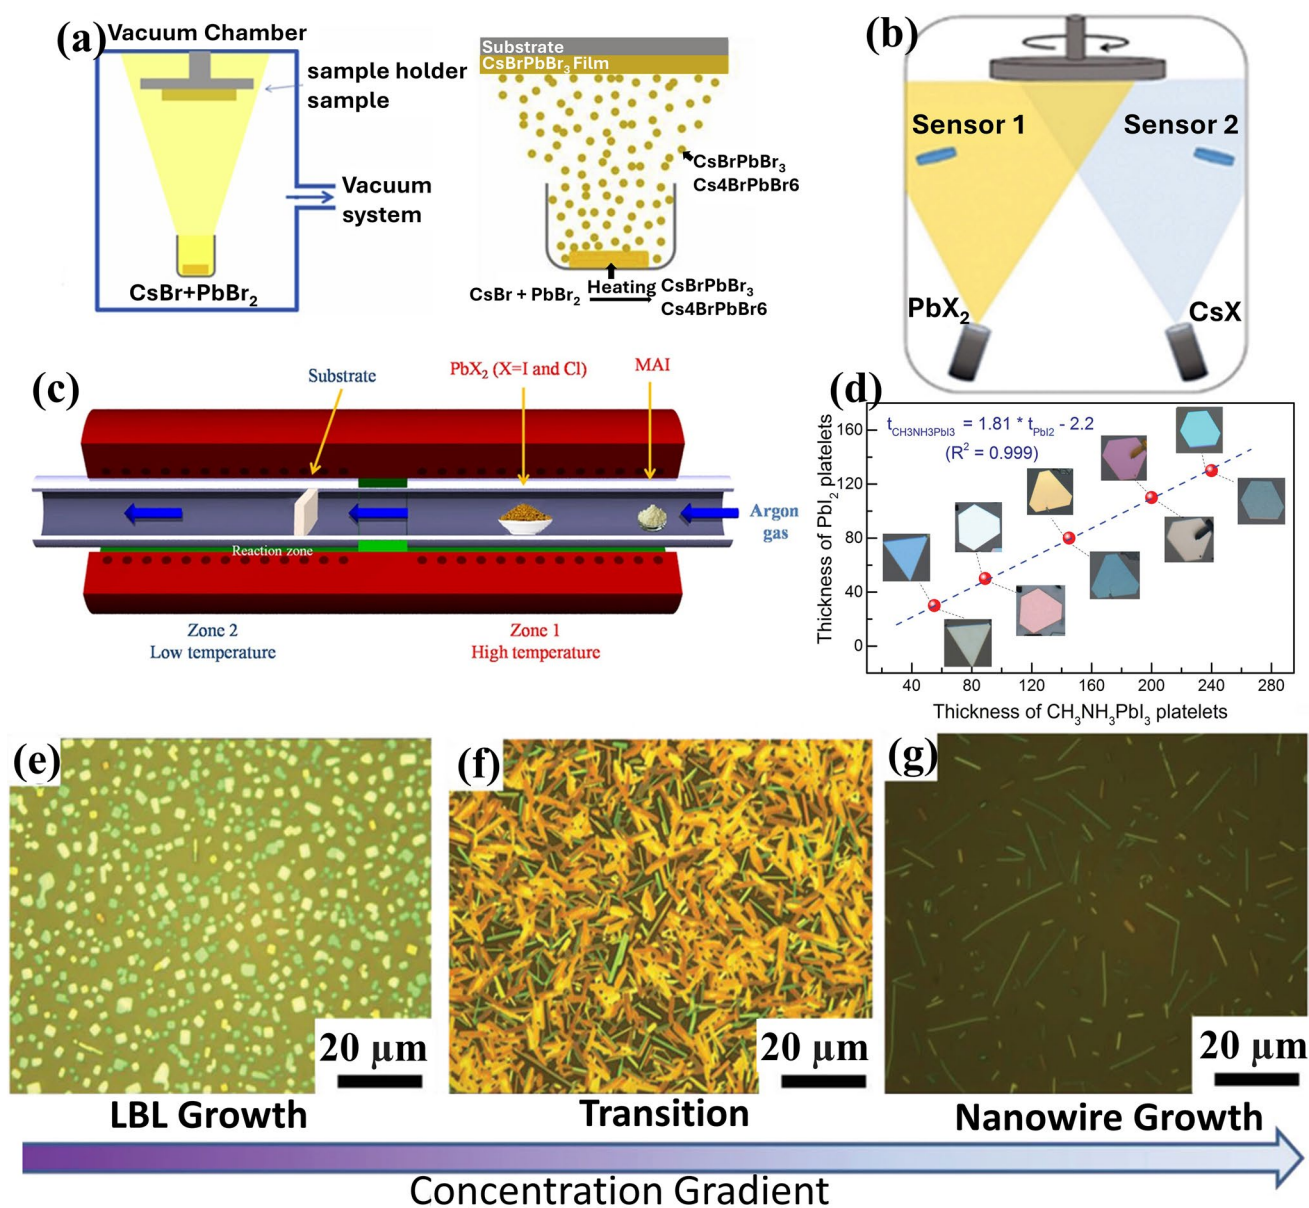 (a)
Vacuum Chamber
sample holder
sample
Vacuum
system
CsBr+PbBr₂
Substrate
CsBrPbBr₃ Film
CsBrPbBr₃
Cs4BrPbBr6
CsBr + PbBr₂
Heating
CsBrPbBr₃
Cs4BrPbBr6
(b)
Sensor 1
Sensor 2
PbX₂
CsX
(c)
Substrate
PbX₂ (X=I and Cl)
MAI
Argon
gas
Reaction zone
Zone 2
Low temperature
Zone 1
High temperature
(d)
t_CH3NH3PbI3 = 1.81 * t_PbI2 - 2.2
(R² = 0.999)
Thickness of PbI₂ platelets
160
120
80
40
0
40 80 120 160 200 240 280
Thickness of CH₃NH₃PbI₃ platelets
(e)
20 µm
LBL Growth
(f)
20 µm
Transition
(g)
20 µm
Nanowire Growth
Concentration Gradient